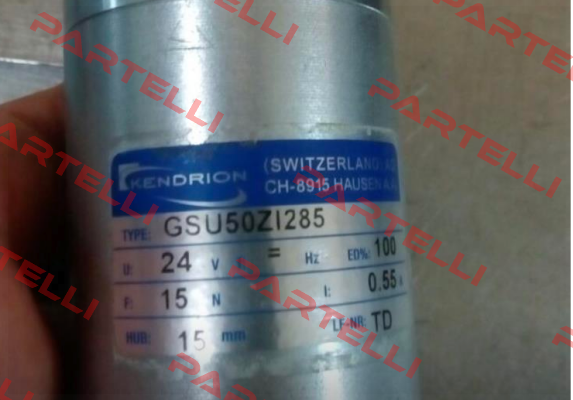 PARTELLI
PARTELLI
PARTELLI
KENDRION
(SWITZERLAND)
CH-8915 HAUSEN
TYPE: GSU50ZI285
U: 24 V = Hz ED%: 100
F: 15 N I: 0.55
HUB: 15 mm LF-NR: TD
PARTELLI
PARTELLI
PARTELLI